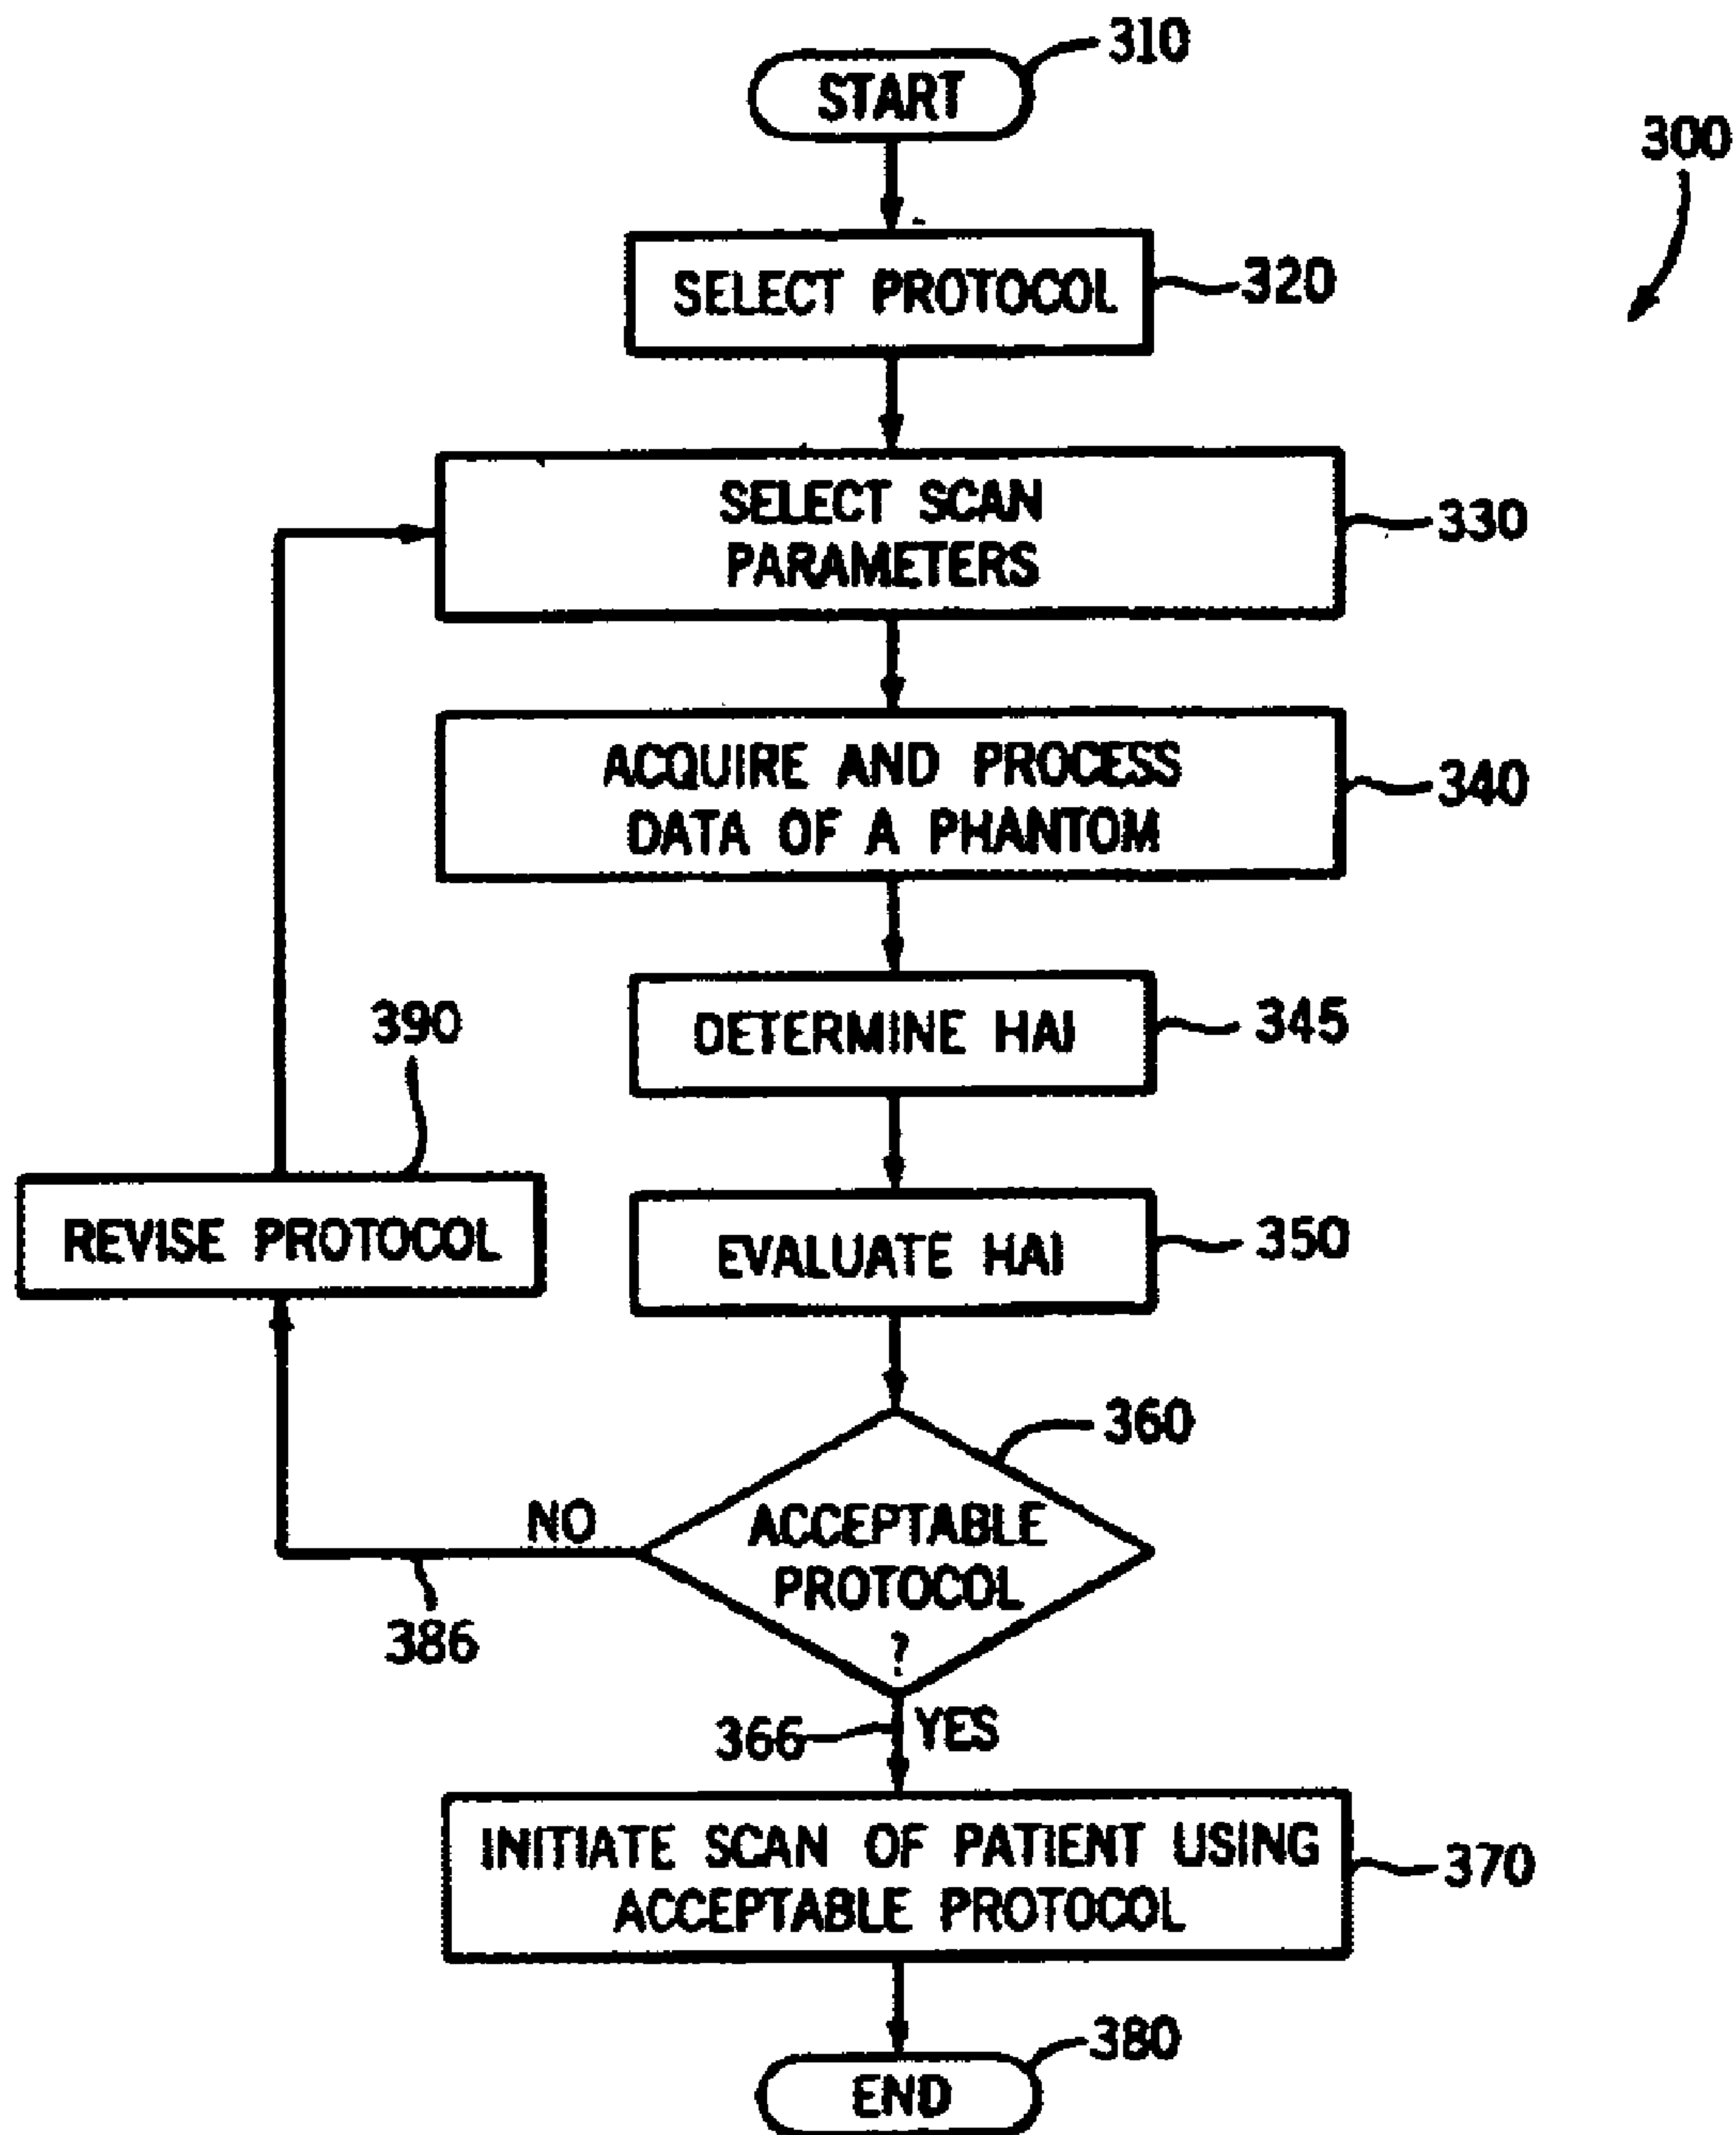 310
START
300
SELECT PROTOCOL
320
SELECT SCAN
PARAMETERS
330
ACQUIRE AND PROCESS
DATA OF A PHANTOM
340
DETERMINE HAI
345
390
REVISE PROTOCOL
EVALUATE HAI
350
360
NO
ACCEPTABLE
PROTOCOL
?
386
366
YES
INITIATE SCAN OF PATIENT USING
ACCEPTABLE PROTOCOL
370
380
END